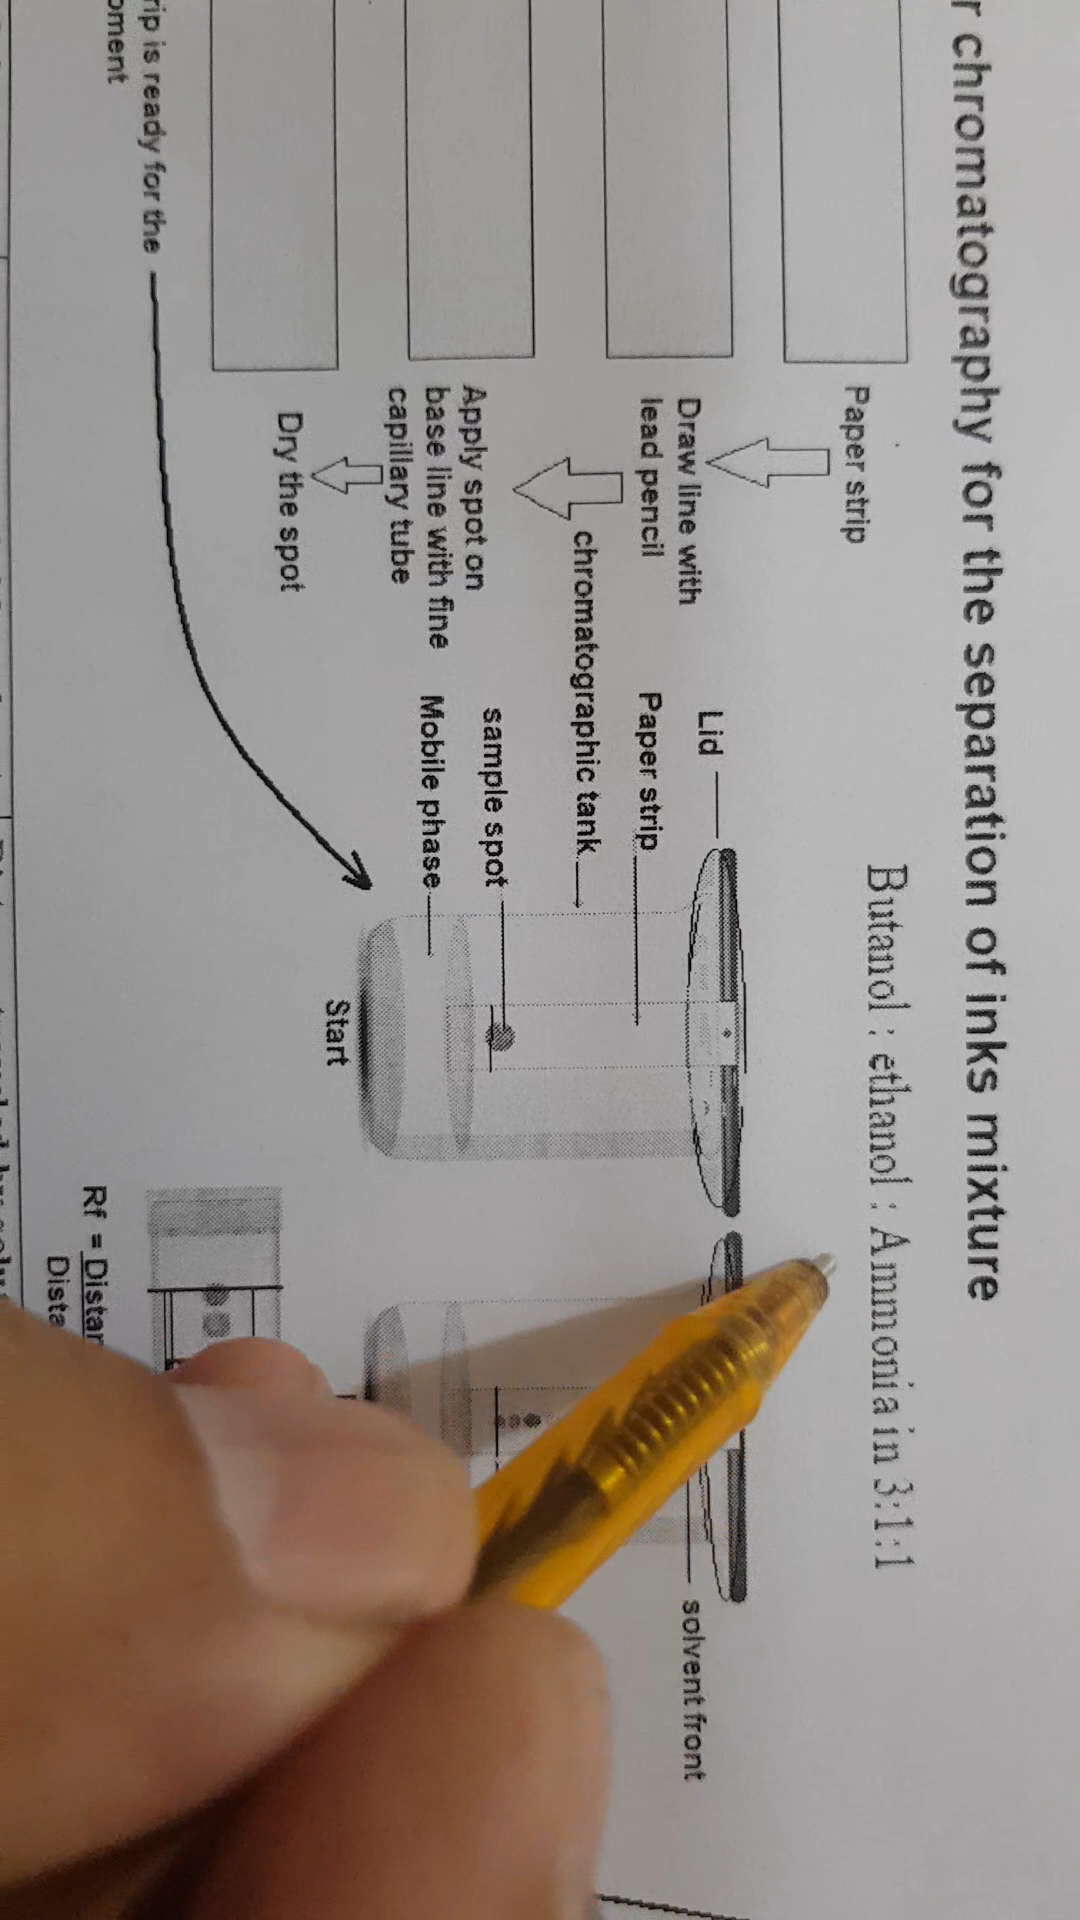 r chromatography for the separation of inks mixture
Butanol : ethanol : Ammonia in 3:1:1
Paper strip
Draw line with
lead pencil
Apply spot on
base line with fine
capillary tube
Dry the spot
rip is ready for the
oment
Lid
Paper strip
chromatographic tank
sample spot
Mobile phase
Start
solvent front
Rf = Distan
Dista